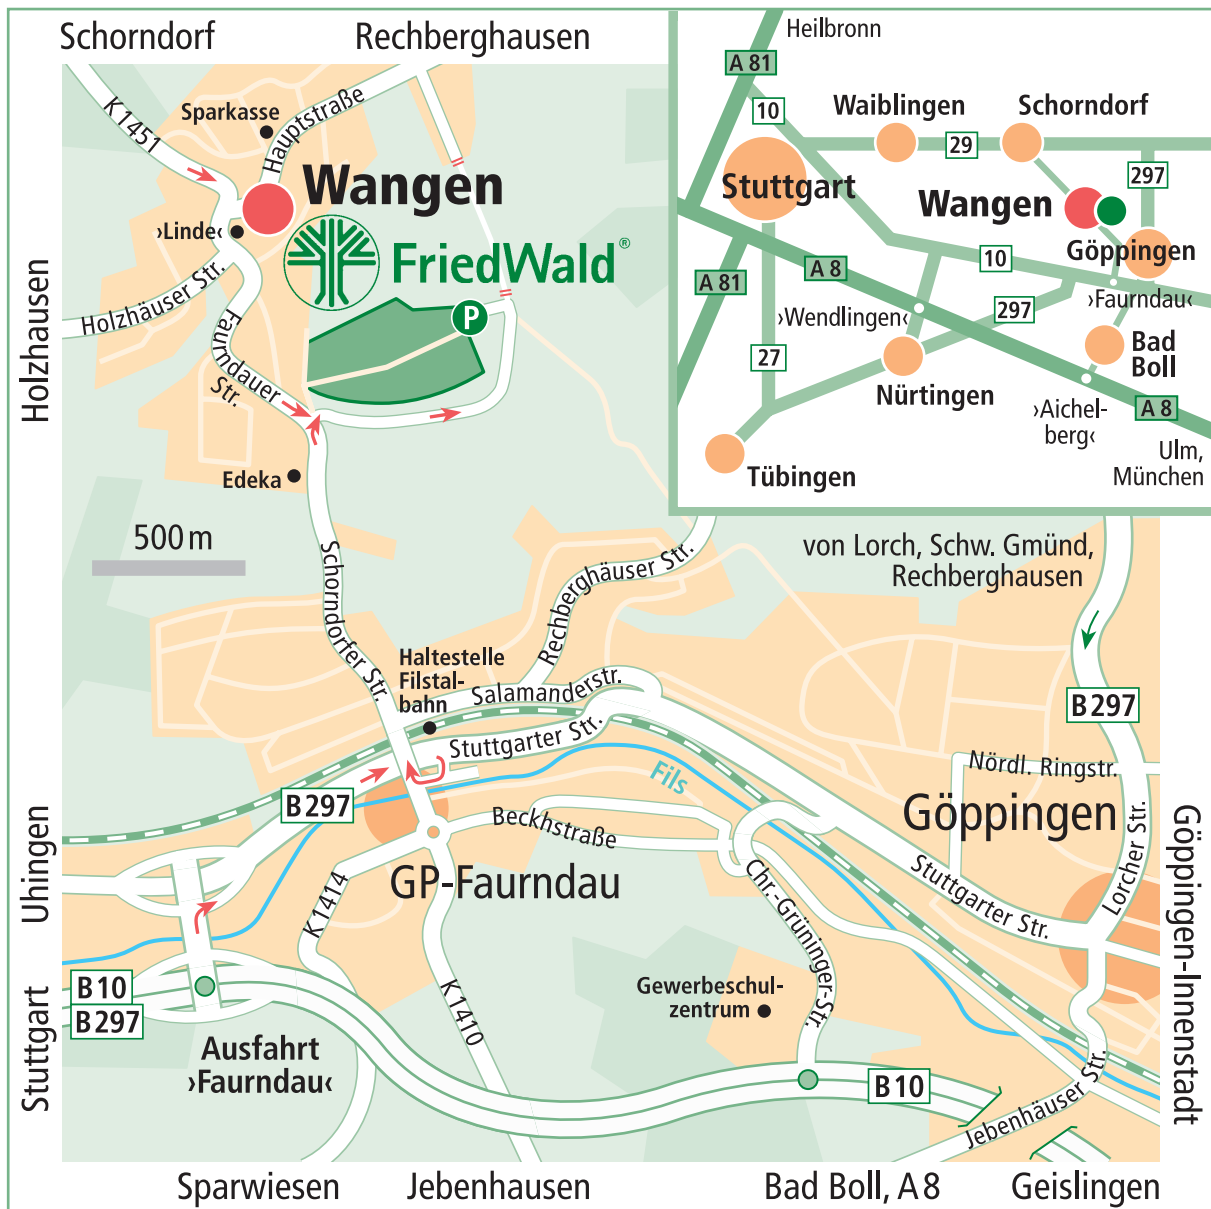 Schorndorf
Rechberghausen
K 1451
Sparkasse
Hauptstraße
Wangen
›Linde‹
FriedWald®
P
Holzhäuser Str.
Holzhausen
Faurndauer
Str.
Edeka
500 m
Heilbronn
A 81
10
Waiblingen
Schorndorf
29
297
Stuttgart
Wangen
Göppingen
10
A 8
A 81
›Faurndau‹
›Wendlingen‹
297
27
Bad
Boll
Nürtingen
›Aichel-
berg‹
A 8
Ulm,
München
Tübingen
von Lorch, Schw. Gmünd,
Rechberghausen
Schorndorfer Str.
Rechberghäuser Str.
Haltestelle
Filstal-
bahn
Salamanderstr.
Stuttgarter Str.
B 297
Nördl. Ringstr.
Fils
Göppingen
B 297
Beckhstraße
Lorcher Str.
GP-Faurndau
Stuttgarter Str.
Uhingen
K 1414
Chr.-Grüninger-Str.
Göppingen-Innenstadt
Gewerbeschul-
zentrum
B 10
B 297
K 1410
Stuttgart
Ausfahrt
›Faurndau‹
B 10
Jebenhäuser Str.
Sparwiesen
Jebenhausen
Bad Boll, A 8
Geislingen